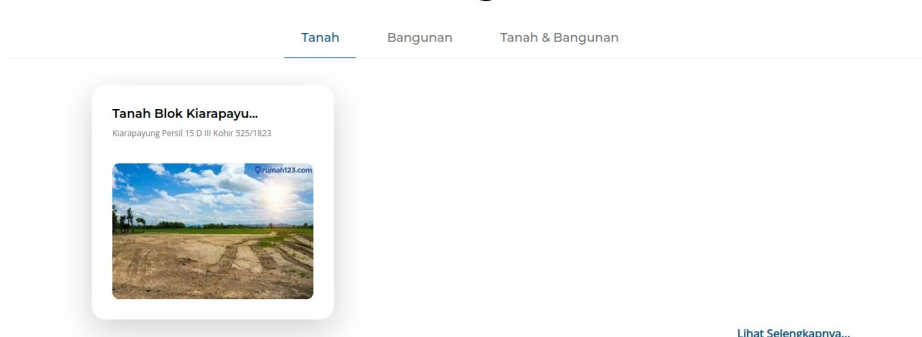 Tanah
Bangunan
Tanah & Bangunan
Tanah Blok Kiarapayu...
Kiarapayung Persil 15 D III Kohir 525/1823
rumah123.com
Lihat Selengkapnya...